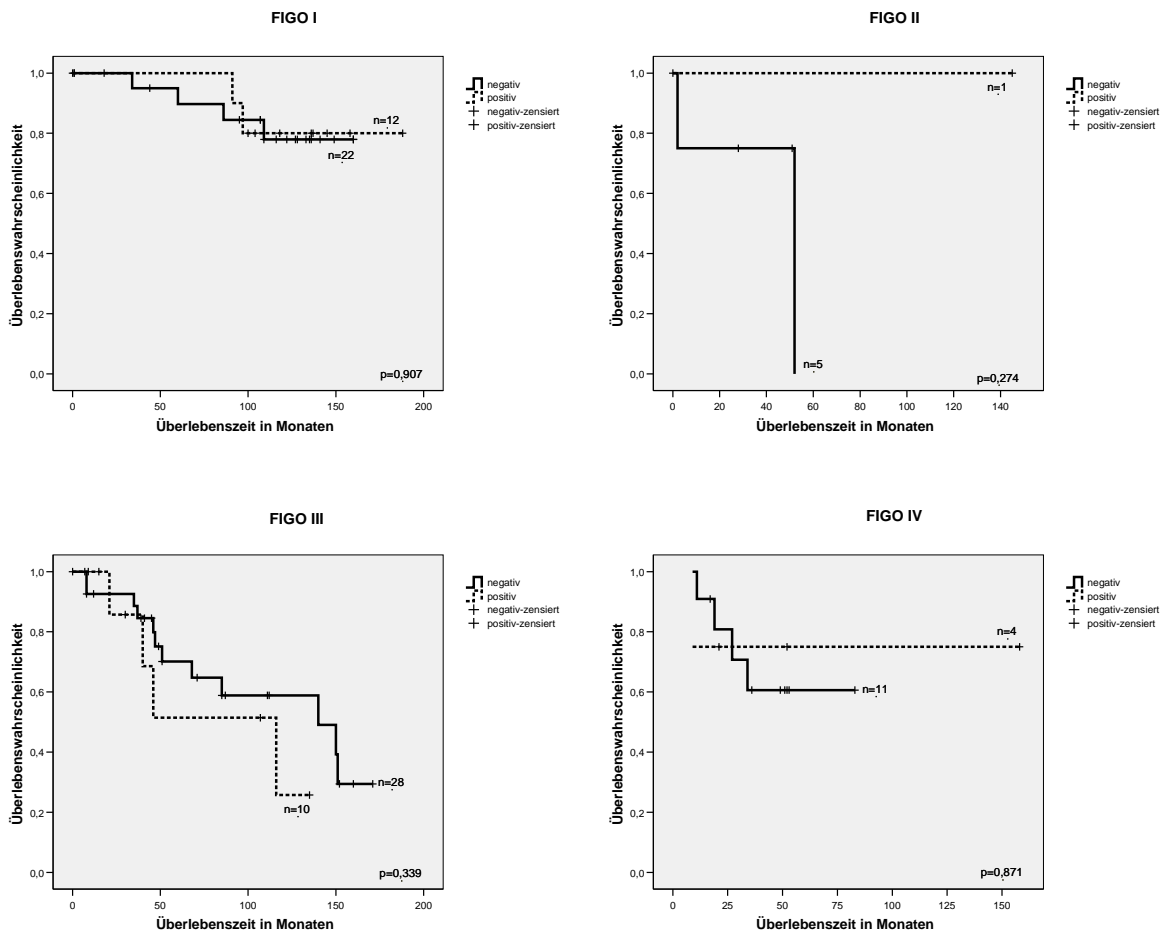 FIGO I
Überlebenswahrscheinlichkeit
1,0
0,8
0,6
0,4
0,2
0,0
n=12
n=22
p=0,907
0 50 100 150 200
Überlebenszeit in Monaten
negativ
positiv
negativ-zensiert
positiv-zensiert
FIGO II
Überlebenswahrscheinlichkeit
1,0
0,8
0,6
0,4
0,2
0,0
n=1
n=5
p=0,274
0 20 40 60 80 100 120 140
Überlebenszeit in Monaten
negativ
positiv
negativ-zensiert
positiv-zensiert
FIGO III
Überlebenswahrscheinlichkeit
1,0
0,8
0,6
0,4
0,2
0,0
n=28
n=10
p=0,339
0 50 100 150 200
Überlebenszeit in Monaten
negativ
positiv
negativ-zensiert
positiv-zensiert
FIGO IV
Überlebenswahrscheinlichkeit
1,0
0,8
0,6
0,4
0,2
0,0
n=4
n=11
p=0,871
0 25 50 75 100 125 150
Überlebenszeit in Monaten
negativ
positiv
negativ-zensiert
positiv-zensiert